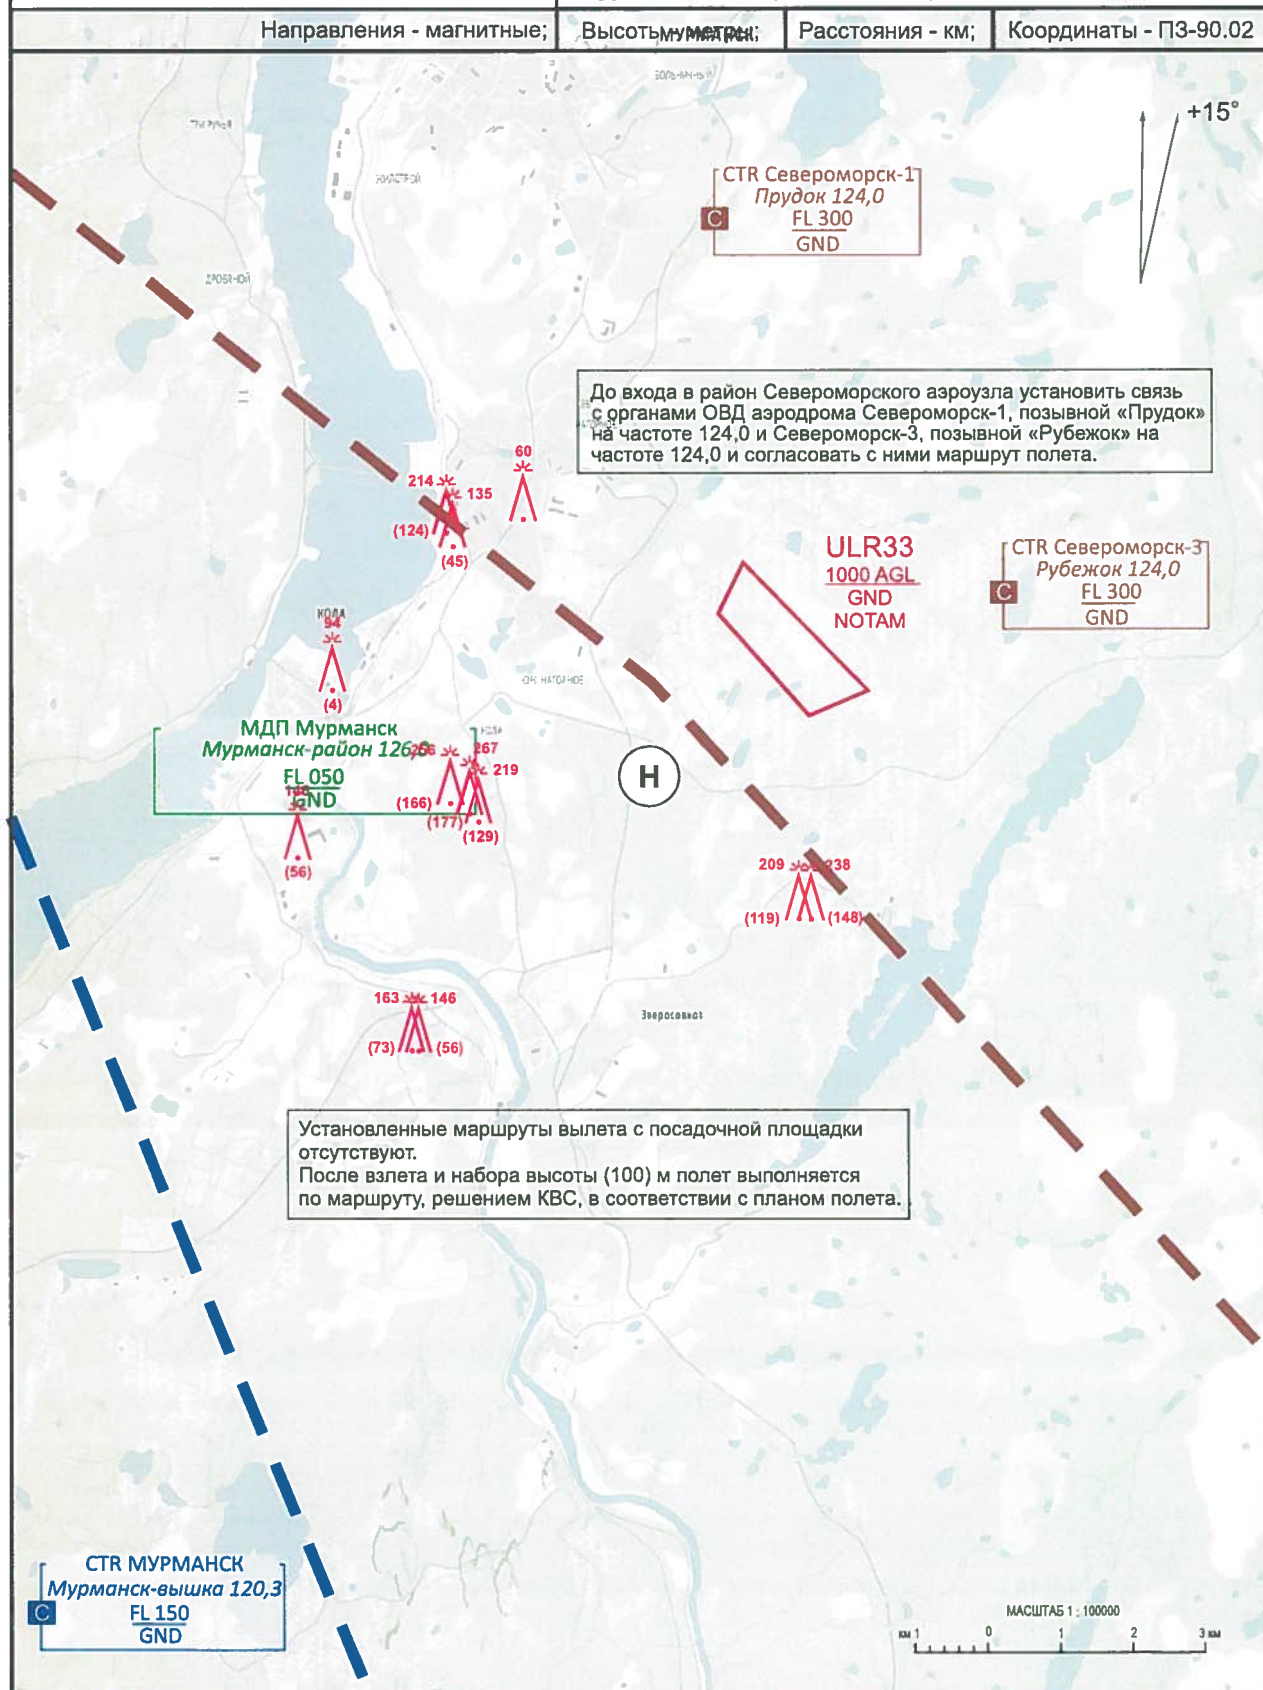 Направления - магнитные;
Расстояния - км;
Координаты - ПЗ-90.02
+15°
ЖИЛСТРОЙ
CTR Североморск-1
Прудок 124,0
C
FL 300
GND
До входа в район Североморского аэроузла установить связь
с органами ОВД аэродрома Североморск-1, позывной «Прудок»
на частоте 124,0 и Североморск-3, позывной «Рубежок» на
частоте 124,0 и согласовать с ними маршрут полета.
60
214
135
(124)
(45)
ULR33
1000 AGL
GND
NOTAM
CTR Североморск-3
Рубежок 124,0
C
FL 300
GND
КОЛА
94
(4)
МДП Мурманск
Мурманск-район
FL 050
GND
267
219
(166)
(177)
(129)
(56)
H
209
238
(119)
(148)
163
146
(73)
(56)
Зверосовхоз
Установленные маршруты вылета с посадочной площадки
отсутствуют.
После взлета и набора высоты (100) м полет выполняется
по маршруту, решением КВС, в соответствии с планом полета.
CTR МУРМАНСК
Мурманск-вышка 120,3
C
FL 150
GND
МАСШТАБ 1 : 100000
км 1 0 1 2 3 км